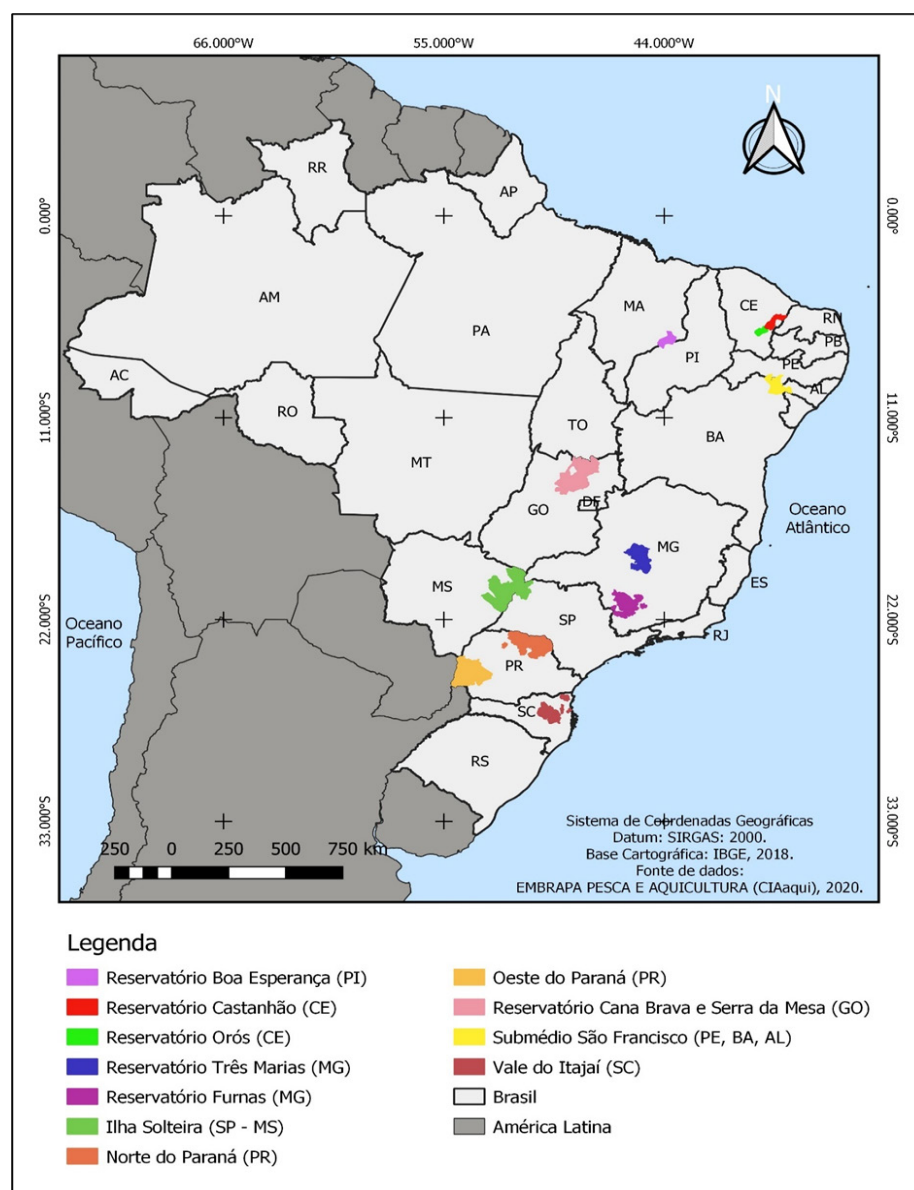 66.000°W 55.000°W 44.000°W
N
RR
AP
0.000° 0.000°
AM
PA
MA
CE
RN
PB
PI
PE
AC
AL
RO
TO
11.000°S 11.000°S
BA
MT
DF
GO
Oceano
Atlântico
MG
MS
ES
22.000°S 22.000°S
Oceano
Pacífico
SP
RJ
PR
SC
RS
33.000°S 33.000°S
Sistema de Coordenadas Geográficas
Datum: SIRGAS: 2000.
Base Cartográfica: IBGE, 2018.
Fonte de dados:
EMBRAPA PESCA E AQUICULTURA (CIAaqui), 2020.
250 0 250 500 750 km
Legenda
Reservatório Boa Esperança (PI)
Reservatório Castanhão (CE)
Reservatório Orós (CE)
Reservatório Três Marias (MG)
Reservatório Furnas (MG)
Ilha Solteira (SP - MS)
Norte do Paraná (PR)
Oeste do Paraná (PR)
Reservatório Cana Brava e Serra da Mesa (GO)
Submédio São Francisco (PE, BA, AL)
Vale do Itajaí (SC)
Brasil
América Latina